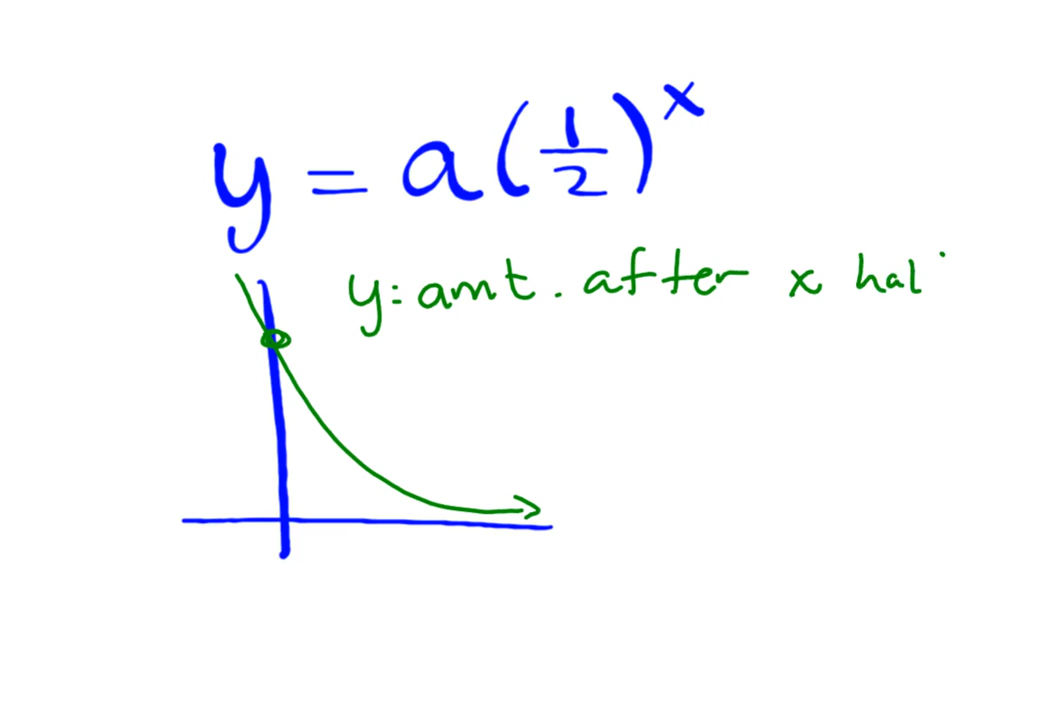 y = a(1/2)^x
y: amt. after x hal